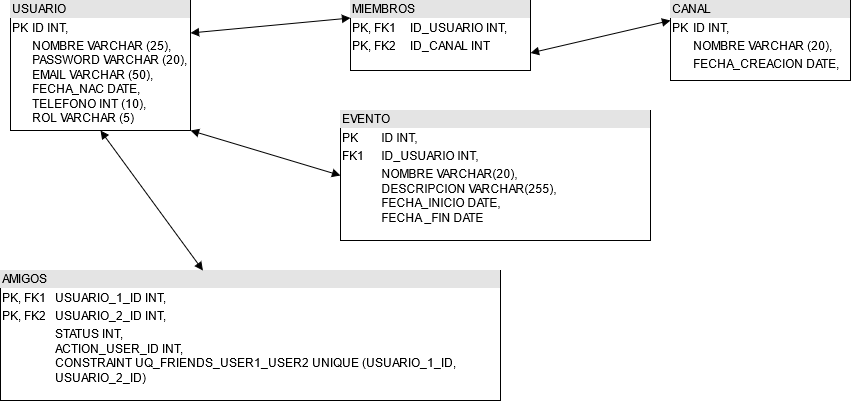 USUARIO
PK ID INT,
NOMBRE VARCHAR (25),
PASSWORD VARCHAR (20),
EMAIL VARCHAR (50),
FECHA_NAC DATE,
TELEFONO INT (10),
ROL VARCHAR (5)
MIEMBROS
PK, FK1 ID_USUARIO INT,
PK, FK2 ID_CANAL INT
CANAL
PK ID INT,
NOMBRE VARCHAR (20),
FECHA_CREACION DATE,
EVENTO
PK ID INT,
FK1 ID_USUARIO INT,
NOMBRE VARCHAR(20),
DESCRIPCION VARCHAR(255),
FECHA_INICIO DATE,
FECHA _FIN DATE
AMIGOS
PK, FK1 USUARIO_1_ID INT,
PK, FK2 USUARIO_2_ID INT,
STATUS INT,
ACTION_USER_ID INT,
CONSTRAINT UQ_FRIENDS_USER1_USER2 UNIQUE (USUARIO_1_ID,
USUARIO_2_ID)